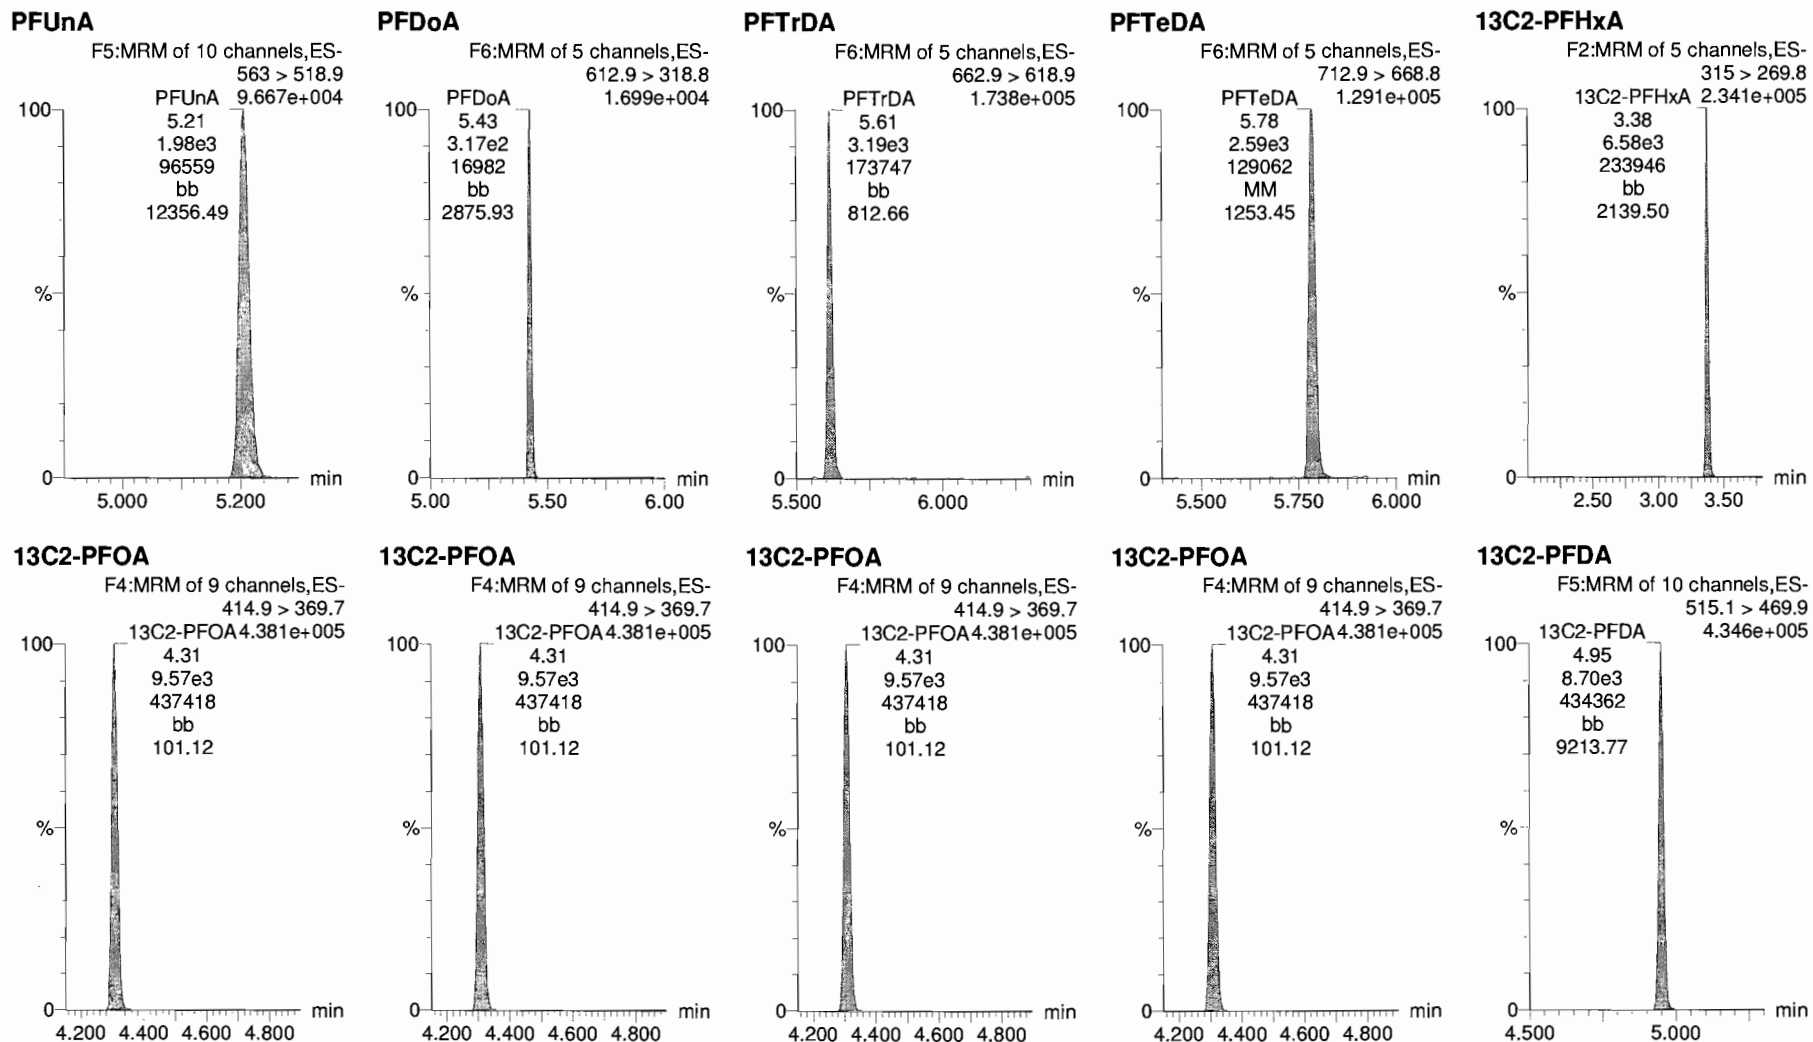 PFUnA
F5:MRM of 10 channels,ES-
563 > 518.9
PFUnA 9.667e+004
100
5.21
1.98e3
96559
bb
12356.49
%
0
min
5.000 5.200
PFDoA
F6:MRM of 5 channels,ES-
612.9 > 318.8
PFDoA 1.699e+004
100
5.43
3.17e2
16982
bb
2875.93
%
0
min
5.00 5.50 6.00
PFTrDA
F6:MRM of 5 channels,ES-
662.9 > 618.9
PFTrDA 1.738e+005
100
5.61
3.19e3
173747
bb
812.66
%
0
min
5.500 6.000
PFTeDA
F6:MRM of 5 channels,ES-
712.9 > 668.8
PFTeDA 1.291e+005
100
5.78
2.59e3
129062
MM
1253.45
%
0
min
5.500 5.750 6.000
13C2-PFHxA
F2:MRM of 5 channels,ES-
315 > 269.8
13C2-PFHxA 2.341e+005
100
3.38
6.58e3
233946
bb
2139.50
%
0
min
2.50 3.00 3.50
13C2-PFOA
F4:MRM of 9 channels,ES-
414.9 > 369.7
13C2-PFOA 4.381e+005
100
4.31
9.57e3
437418
bb
101.12
%
0
min
4.200 4.400 4.600 4.800
13C2-PFOA
F4:MRM of 9 channels,ES-
414.9 > 369.7
13C2-PFOA 4.381e+005
100
4.31
9.57e3
437418
bb
101.12
%
0
min
4.200 4.400 4.600 4.800
13C2-PFOA
F4:MRM of 9 channels,ES-
414.9 > 369.7
13C2-PFOA 4.381e+005
100
4.31
9.57e3
437418
bb
101.12
%
0
min
4.200 4.400 4.600 4.800
13C2-PFOA
F4:MRM of 9 channels,ES-
414.9 > 369.7
13C2-PFOA 4.381e+005
100
4.31
9.57e3
437418
bb
101.12
%
0
min
4.200 4.400 4.600 4.800
13C2-PFDA
F5:MRM of 10 channels,ES-
515.1 > 469.9
13C2-PFDA 4.346e+005
100
4.95
8.70e3
434362
bb
9213.77
%
0
min
4.500 5.000